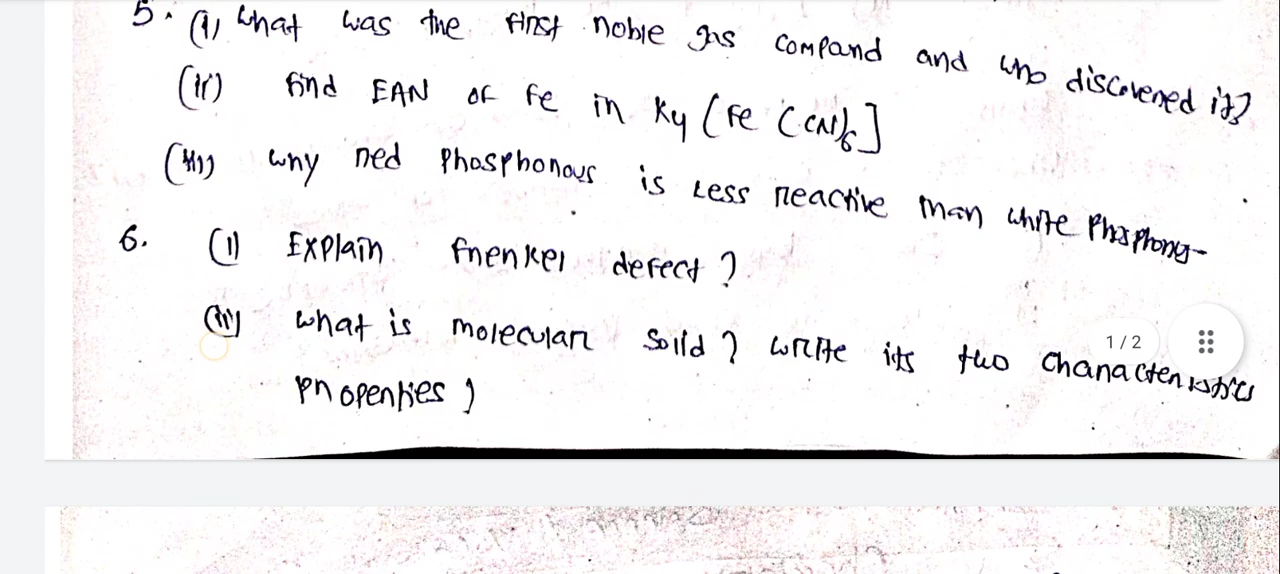 5. (i) What was the first noble gas compand and who discovered it?
(ii) find EAN of Fe in K4 [Fe (CN)6]
(iii) Why red Phosphorous is Less reactive than white Phosphorous
6. (i) Explain frenkel defect ?
(ii) What is molecular solid ? Write its two characteristics
properties )
1 / 2